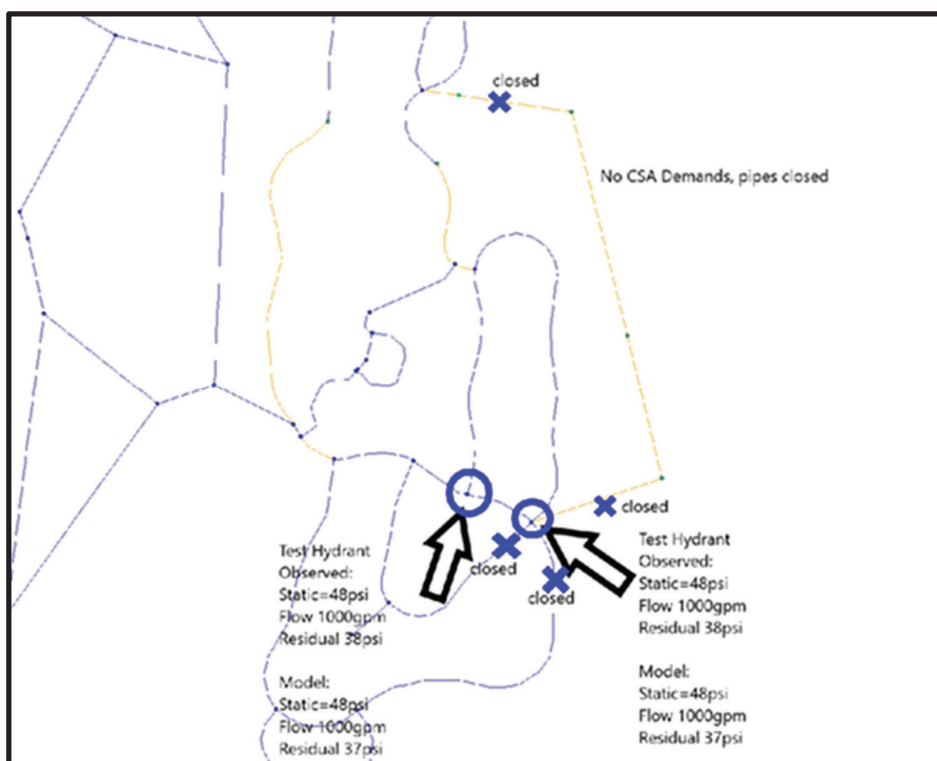 closed
No CSA Demands, pipes closed
closed
closed
closed
Test Hydrant
Observed:
Static=48psi
Flow 1000gpm
Residual 38psi
Model:
Static=48psi
Flow 1000gpm
Residual 37psi
Test Hydrant
Observed:
Static=48psi
Flow 1000gpm
Residual 38psi
Model:
Static=48psi
Flow 1000gpm
Residual 37psi